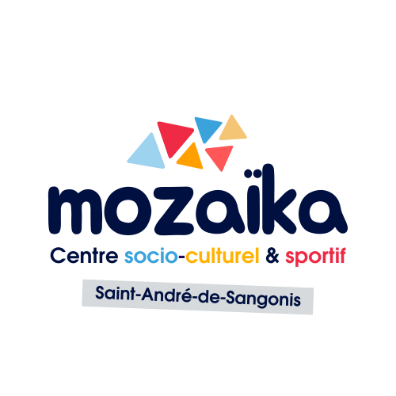 mozaïka
Centre socio-culturel & sportif
Saint-André-de-Sangonis